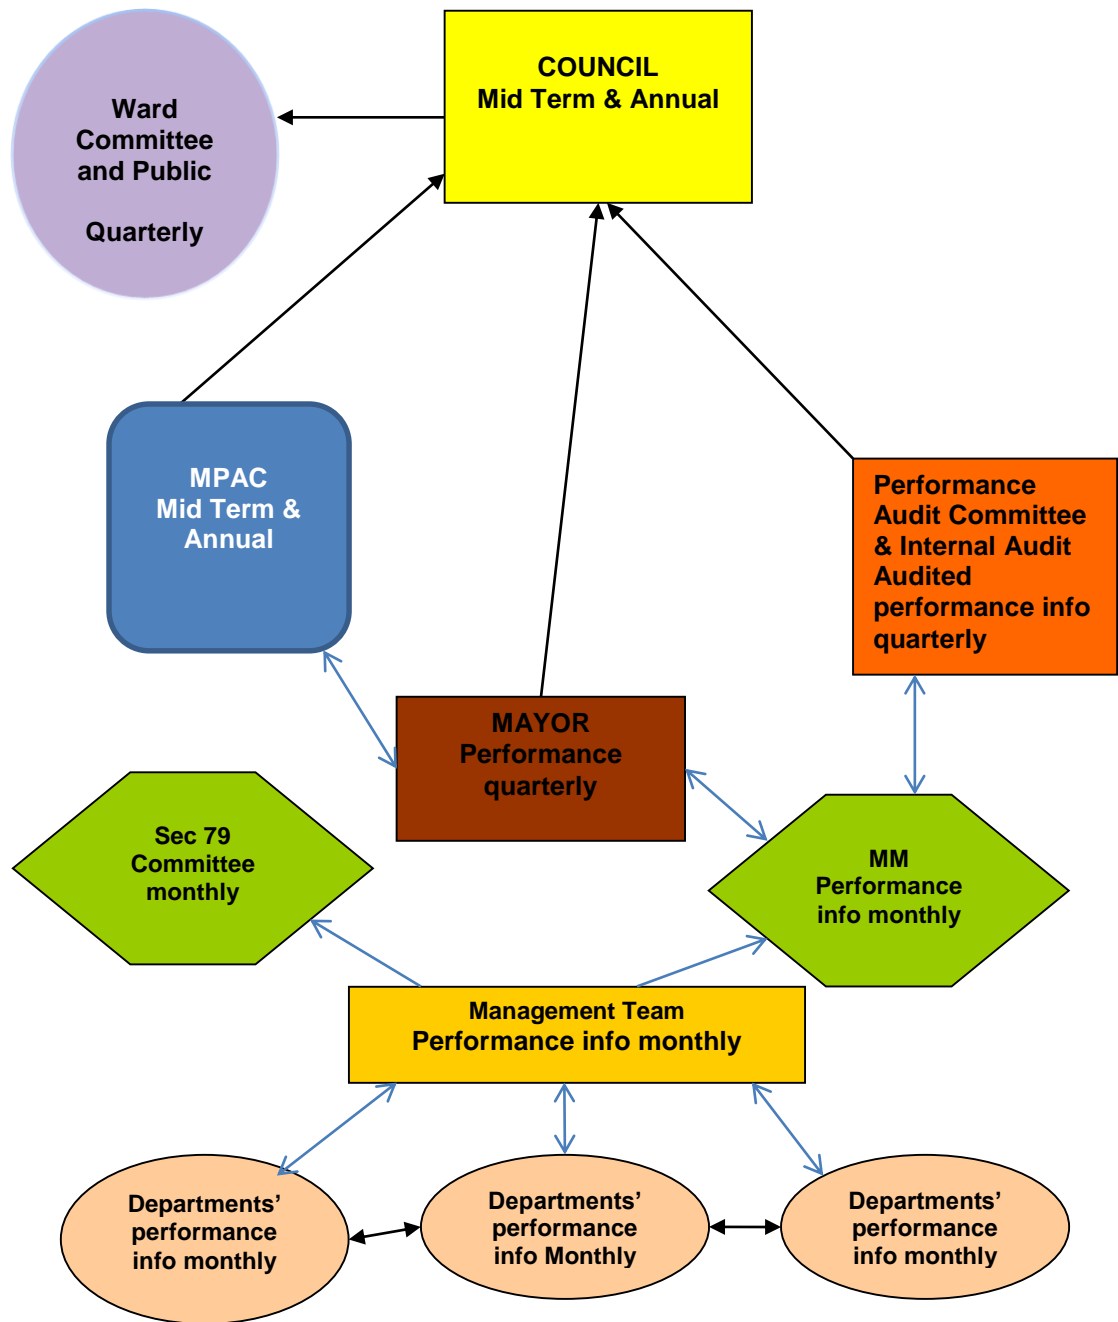 COUNCIL
Mid Term & Annual
Ward
Committee
and Public
Quarterly
MPAC
Mid Term &
Annual
Performance
Audit Committee
& Internal Audit
Audited
performance info
quarterly
MAYOR
Performance
quarterly
Sec 79
Committee
monthly
MM
Performance
info monthly
Management Team
Performance info monthly
Departments’
performance
info monthly
Departments’
performance
info Monthly
Departments’
performance
info monthly